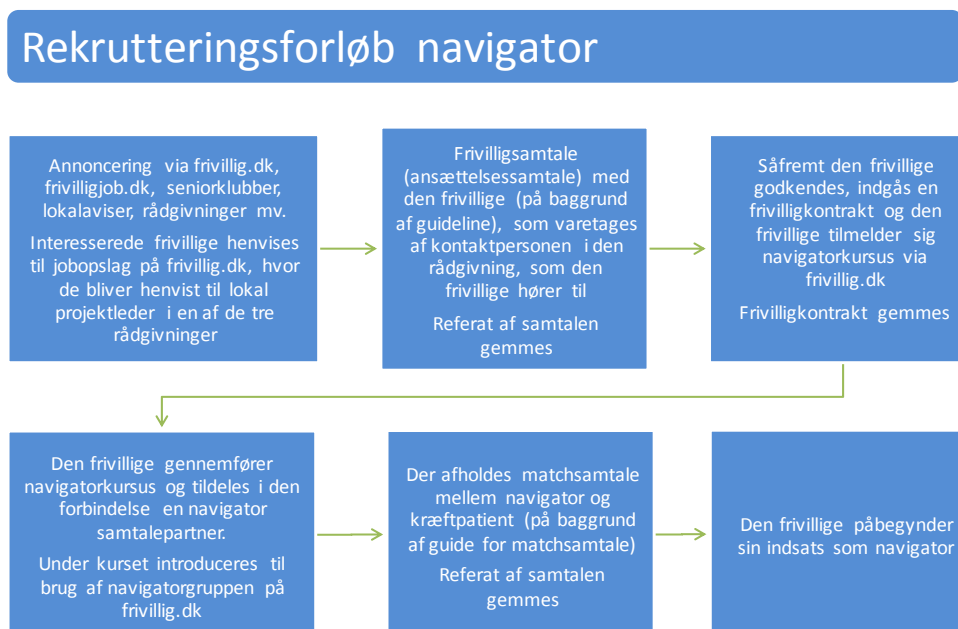 Rekrutteringsforløb navigator
Annoncering via frivillig.dk,
frivilligjob.dk, seniorklubber,
lokalaviser, rådgivninger mv.
Interesserede frivillige henvises
til jobopslag på frivillig.dk, hvor
de bliver henvist til lokal
projektleder i en af de tre
rådgivninger
Frivilligsamtale
(ansættelsessamtale) med
den frivillige (på baggrund
af guideline), som varetages
af kontaktpersonen i den
rådgivning, som den
frivillige hører til
Referat af samtalen
gemmes
Såfremt den frivillige
godkendes, indgås en
frivilligkontrakt og den
frivillige tilmelder sig
navigatorkursus via
frivillig.dk
Frivilligkontrakt gemmes
Den frivillige gennemfører
navigatorkursus og tildeles i den
forbindelse en navigator
samtalepartner.
Under kurset introduceres til
brug af navigatorgruppen på
frivillig.dk
Der afholdes matchsamtale
mellem navigator og
kræftpatient (på baggrund
af guide for matchsamtale)
Referat af samtalen
gemmes
Den frivillige påbegynder
sin indsats som navigator